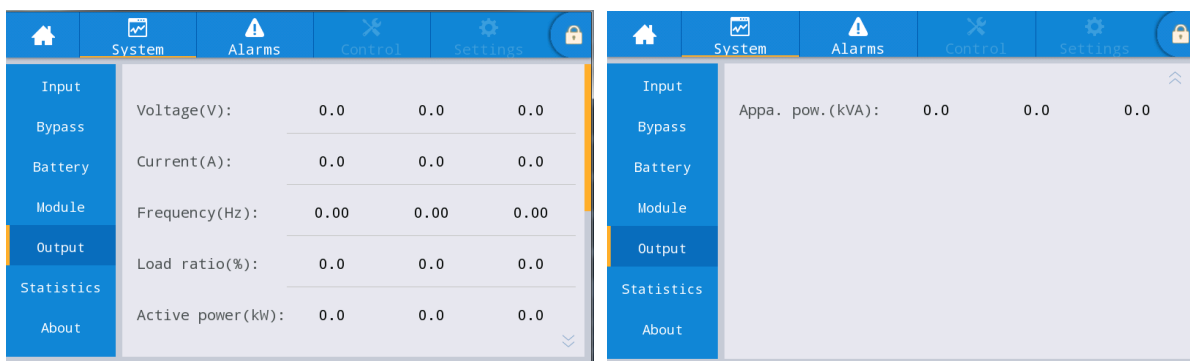 System Alarms Control Settings
Input
Bypass
Battery
Module
Output
Statistics
About
Voltage(V): 0.0 0.0 0.0
Current(A): 0.0 0.0 0.0
Frequency(Hz): 0.00 0.00 0.00
Load ratio(%): 0.0 0.0 0.0
Active power(kW): 0.0 0.0 0.0
System Alarms Control Settings
Input
Bypass
Battery
Module
Output
Statistics
About
Appa. pow.(kVA): 0.0 0.0 0.0